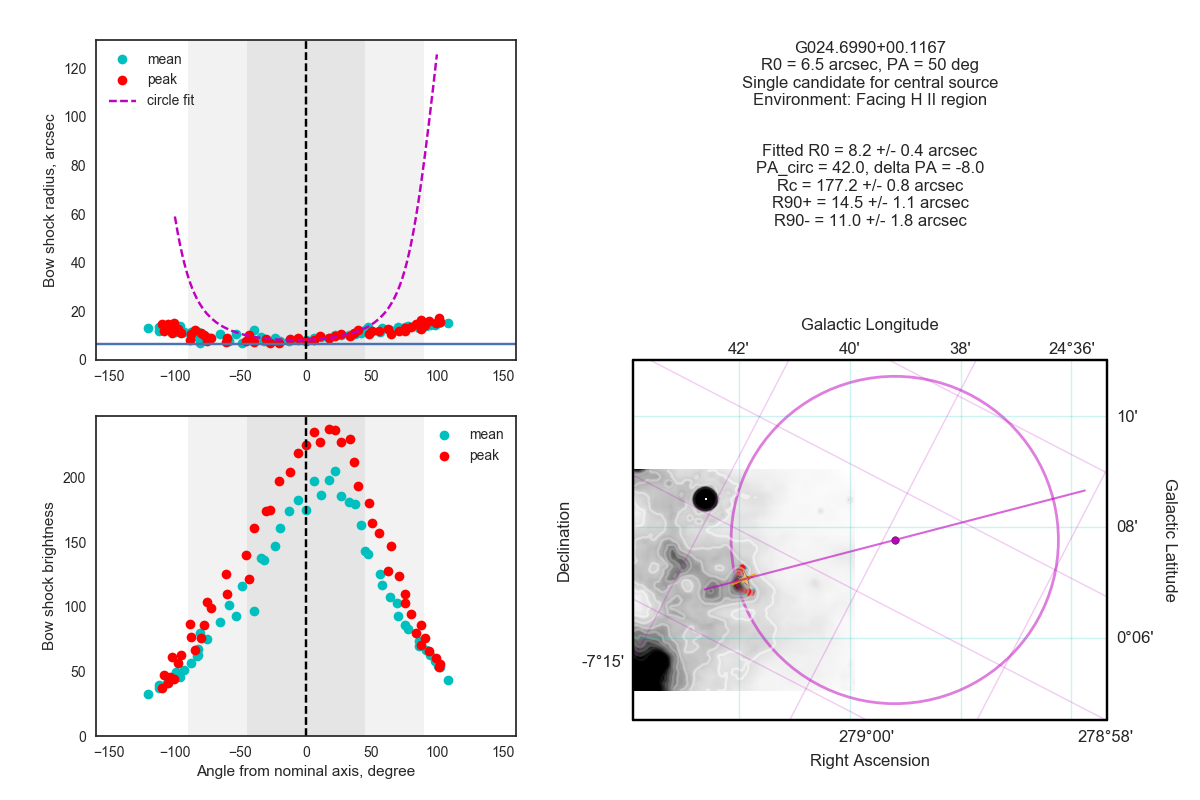 120
100
80
60
40
20
0
Bow shock radius, arcsec
mean
peak
circle fit
−150
−100
−50
0
50
100
150
200
150
100
50
0
Bow shock brightness
mean
peak
−150
−100
−50
0
50
100
150
Angle from nominal axis, degree
G024.6990+00.1167
R0 = 6.5 arcsec, PA = 50 deg
Single candidate for central source
Environment: Facing H II region
Fitted R0 = 8.2 +/- 0.4 arcsec
PA_circ = 42.0, delta PA = -8.0
Rc = 177.2 +/- 0.8 arcsec
R90+ = 14.5 +/- 1.1 arcsec
R90- = 11.0 +/- 1.8 arcsec
Galactic Longitude
42'
40'
38'
24°36'
10'
08'
0°06'
Galactic Latitude
Declination
-7°15'
279°00'
278°58'
Right Ascension